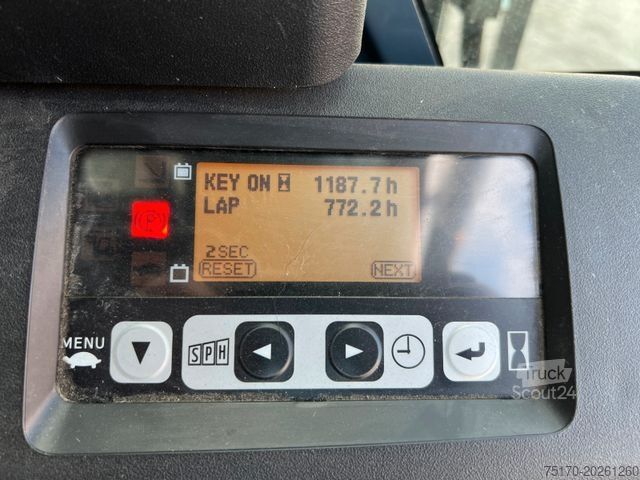 KEY ON 1187.7h
LAP 772.2h
2SEC
RESET NEXT
P
MENU
SPH
Truck
Scout24
75170-20261260